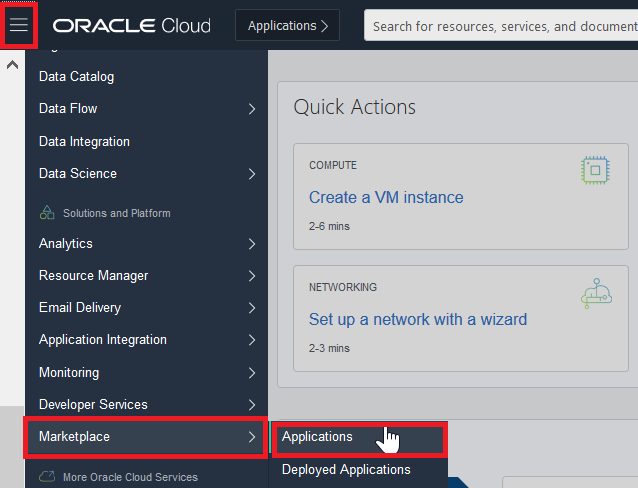 ORACLE Cloud
Applications
Search for resources, services, and document
Data Catalog
Data Flow
Data Integration
Data Science
Solutions and Platform
Analytics
Resource Manager
Email Delivery
Application Integration
Monitoring
Developer Services
Marketplace
More Oracle Cloud Services
Applications
Deployed Applications
Quick Actions
COMPUTE
Create a VM instance
2-6 mins
NETWORKING
Set up a network with a wizard
2-3 mins